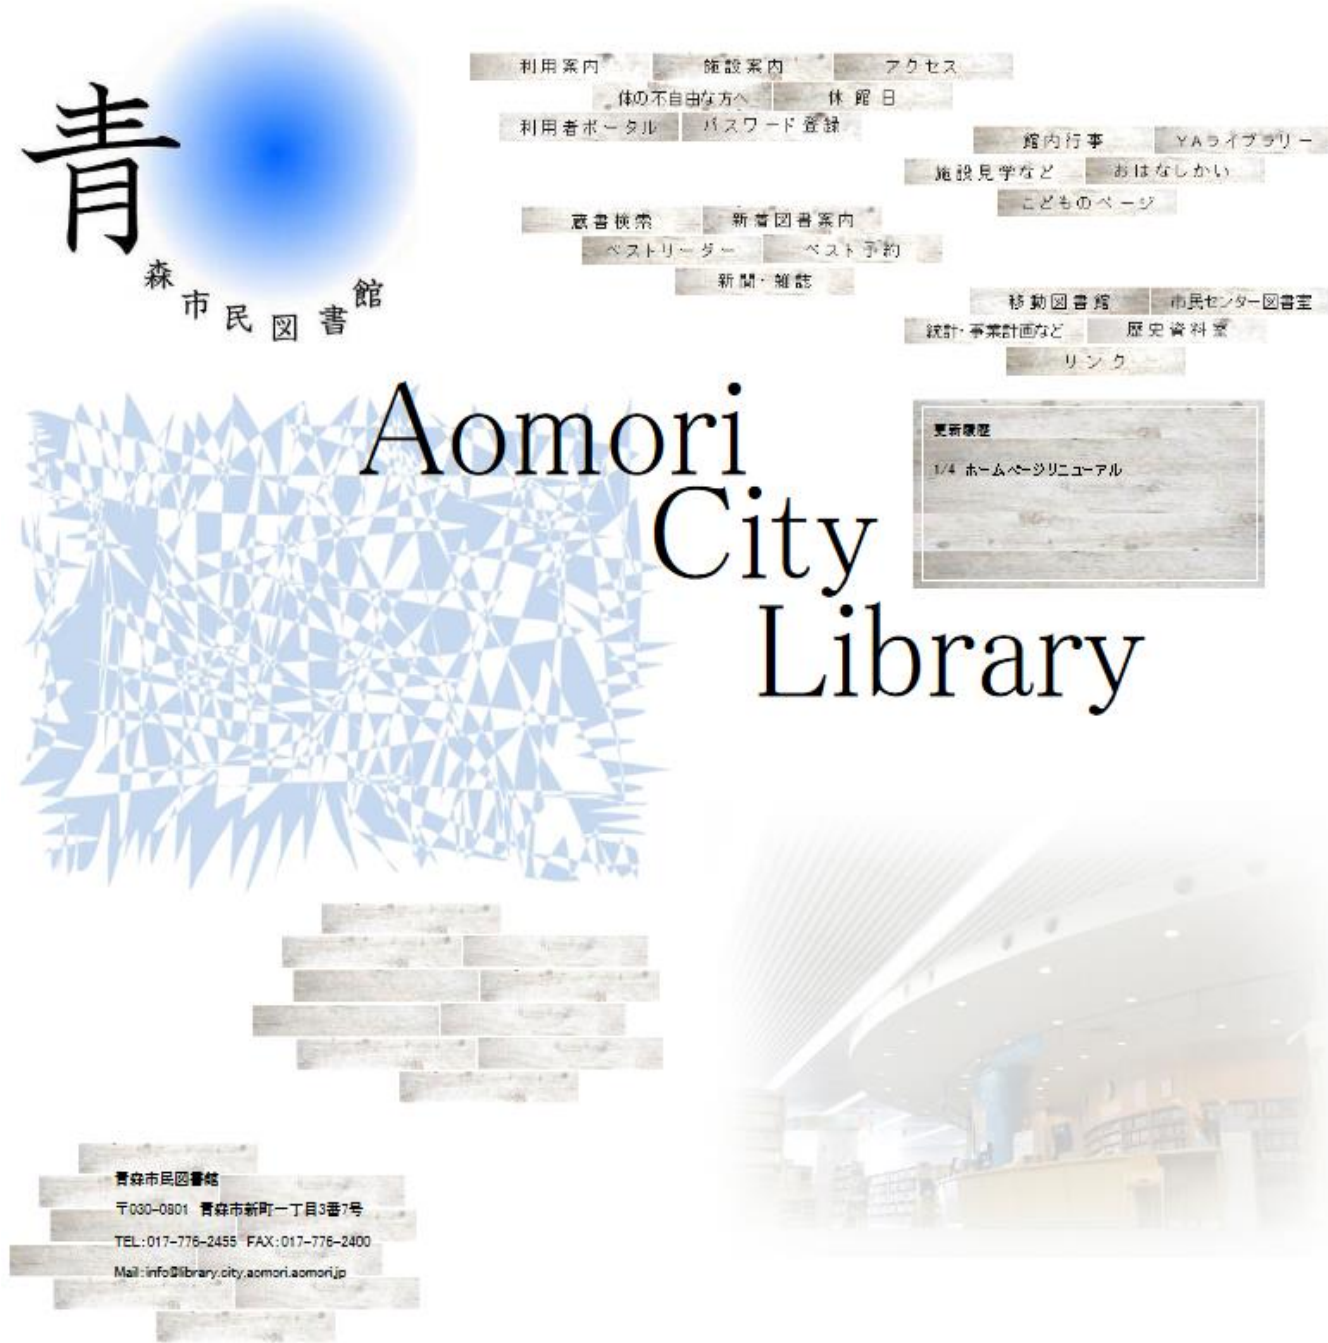 青
森市民図書館
利用案内 施設案内 アクセス
体の不自由な方へ 休館日
利用者ポータル パスワード登録
館内行事 YAライブラリー
施設見学など おはなしかい
こどものページ
蔵書検索 新着図書案内
ベストリーダー ベスト予約
新聞・雑誌
移動図書館 市民センター図書室
統計・事業計画など 歴史資料室
リンク
Aomori
City
Library
更新履歴
1/4 ホームページリニューアル
青森市民図書館
〒030-0801 青森市新町一丁目3番7号
TEL:017-776-2455 FAX:017-776-2400
Mail:info@library.city.aomori.aomori.jp